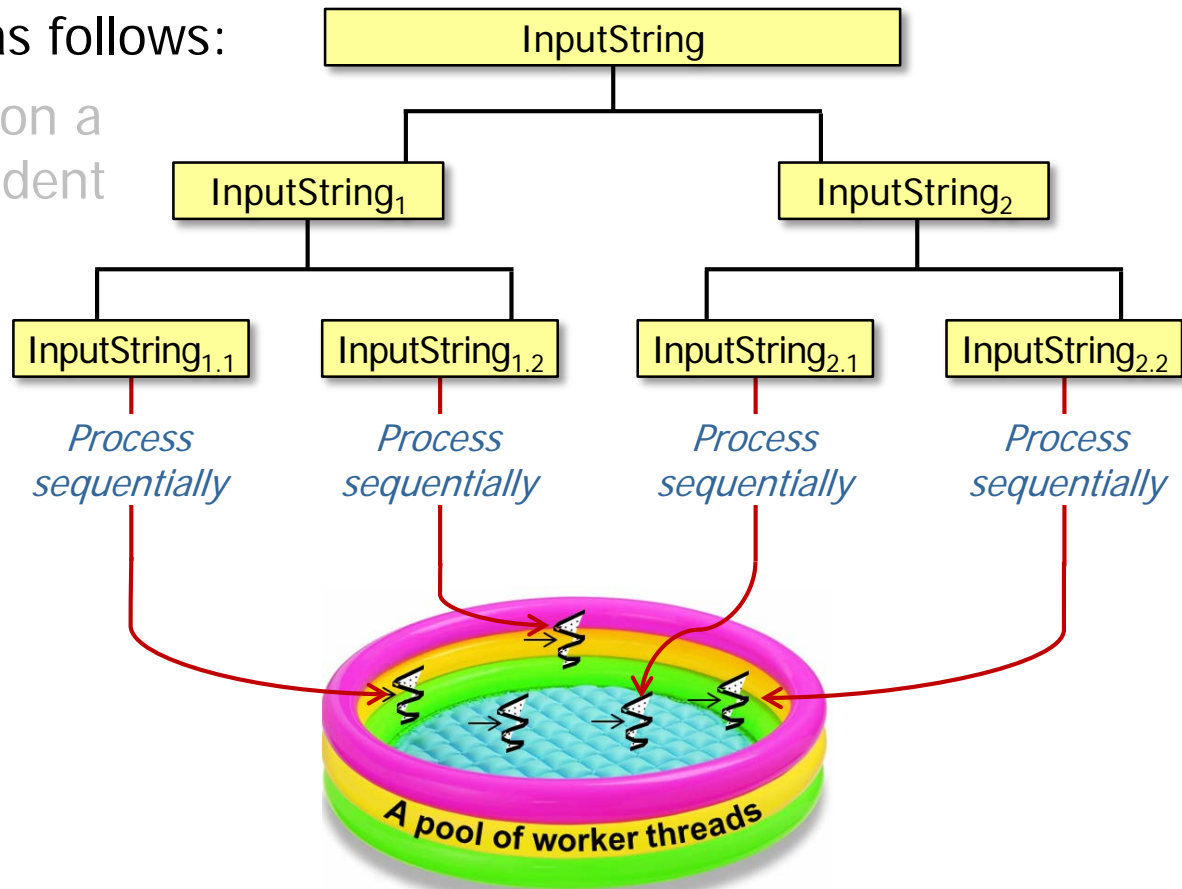 as follows:
on a
dent
InputString
InputString₁
InputString₂
InputString₁.₁
InputString₁.₂
InputString₂.₁
InputString₂.₂
Process
sequentially
Process
sequentially
Process
sequentially
Process
sequentially
A pool of worker threads